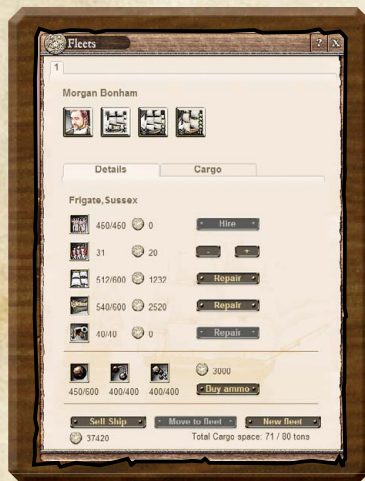 Fleets ? X
1
Morgan Bonham
Details Cargo
Frigate, Sussex
450/450 0 Hire
31 20 - +
512/600 1232 Repair
540/600 2520 Repair
40/40 0 Repair
3000
450/600 400/400 400/400 Buy ammo
Sell Ship Move to fleet New fleet
37420 Total Cargo space: 71 / 80 tons